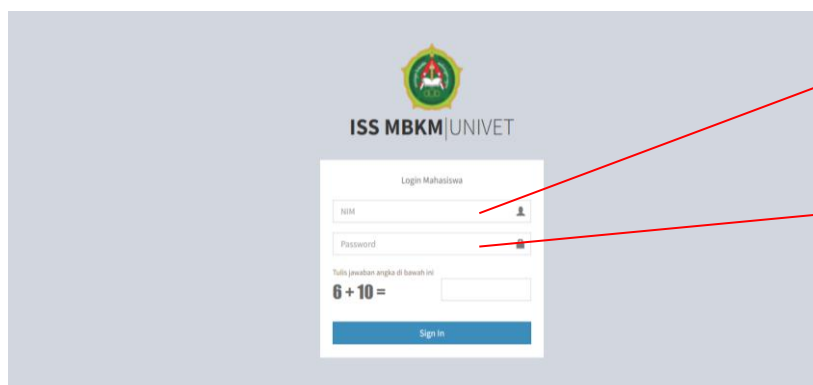 ISS MBKM|UNIVET
Login Mahasiswa
NIM
Password
Tulis jawaban angka di bawah ini
6 + 10 =
Sign In